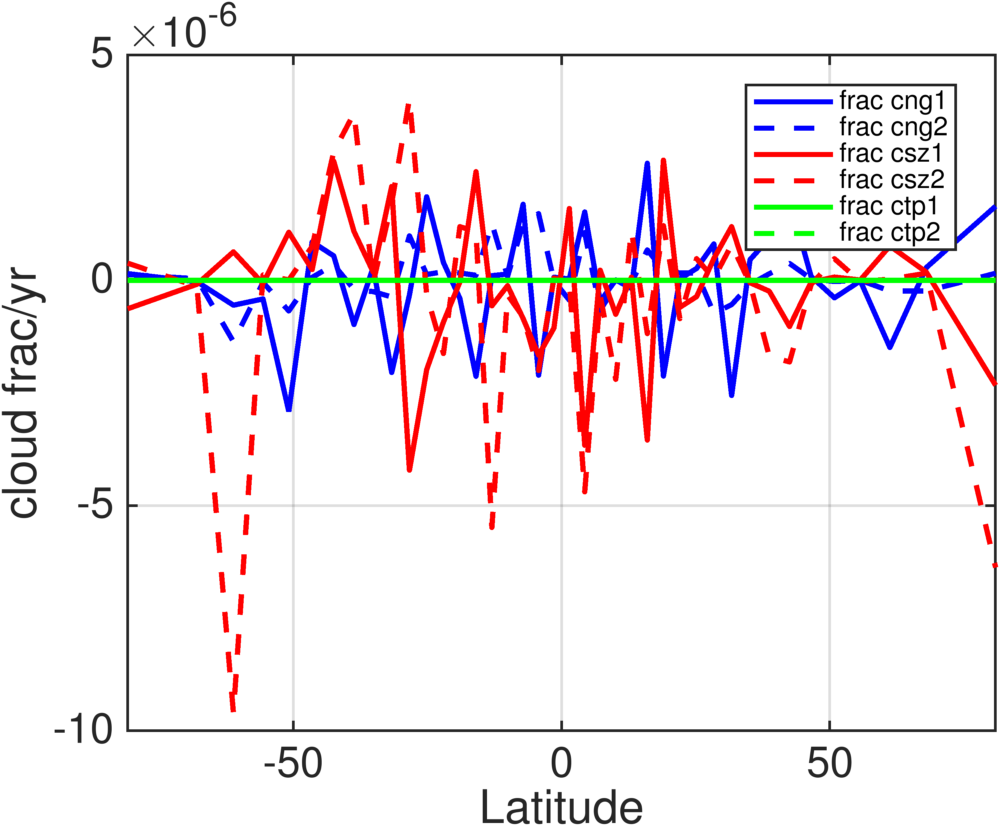 ×10-6
5
0
-5
-10
cloud frac/yr
frac cng1
frac cng2
frac csz1
frac csz2
frac ctp1
frac ctp2
-50
0
50
Latitude